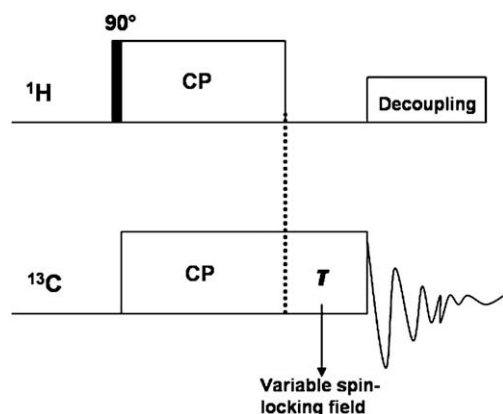 90°
¹H
CP
Decoupling
¹³C
CP
τ
Variable spin-
locking field